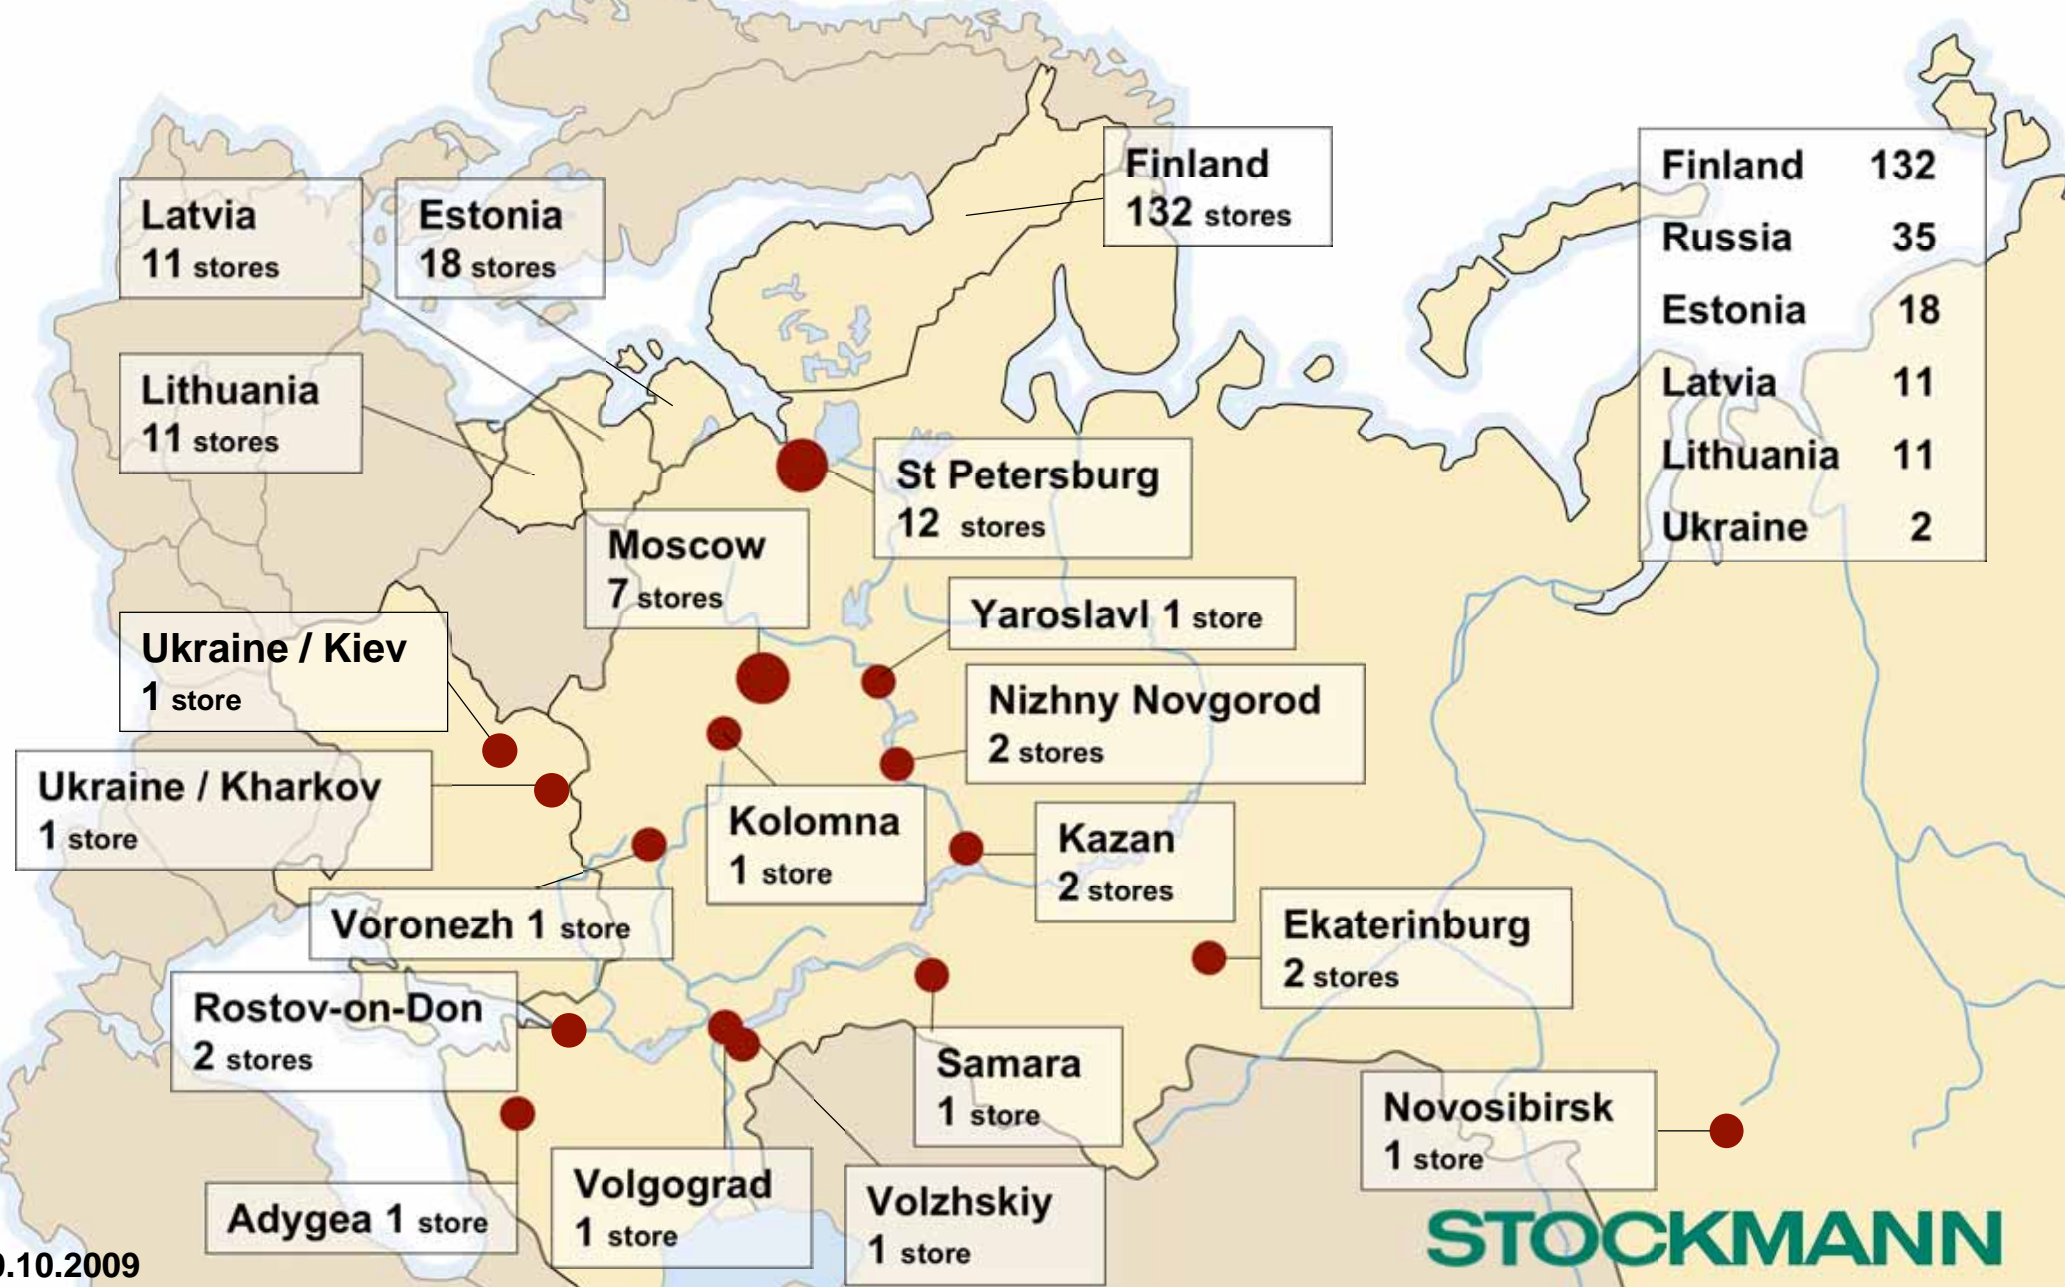 Finland
132 stores
Finland 132
Russia 35
Estonia 18
Latvia 11
Lithuania 11
Ukraine 2
Latvia
11 stores
Estonia
18 stores
Lithuania
11 stores
St Petersburg
12 stores
Moscow
7 stores
Yaroslavl 1 store
Ukraine / Kiev
1 store
Nizhny Novgorod
2 stores
Ukraine / Kharkov
1 store
Kolomna
1 store
Kazan
2 stores
Voronezh 1 store
Ekaterinburg
2 stores
Rostov-on-Don
2 stores
Samara
1 store
Novosibirsk
1 store
Adygea 1 store
Volgograd
1 store
Volzhskiy
1 store
STOCKMANN
.10.2009